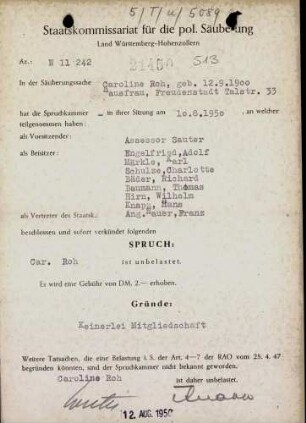 5/T/u/5089
Staatskommissariat für die pol. Säuberung
Land Württemberg-Hohenzollern
Az.: N 11 242 21450 513
In der Säuberungssache Caroline Roh, geb. 12.9.1900
Hausfrau, Freudenstadt Talstr. 33
hat die Spruchkammer — in ihrer Sitzung am 10.6.1950, an welcher
teilgenommen haben:
als Vorsitzender: Assessor Sauter
als Beisitzer: Engelfried, Adolf
Märkle, Karl
Schulze, Charlotte
Bäder, Richard
Baumann, Thomas
Hirn, Wilhelm
Knapp, Hans
als Vertreter des Staatsk.: Ang. Bauer, Franz
beschlossen und sofort verkündet folgenden
SPRUCH:
Car. Roh ist unbelastet.
Es wird eine Gebühr von DM. 2.— erhoben.
Gründe:
Keinerlei Mitgliedschaft
Weitere Tatsachen, die eine Belastung i. S. der Art. 4—7 der RAO vom 25. 4. 47
begründen könnten, sind der Spruchkammer nicht bekannt geworden.
Caroline Roh ist daher unbelastet.
12. AUG. 1950